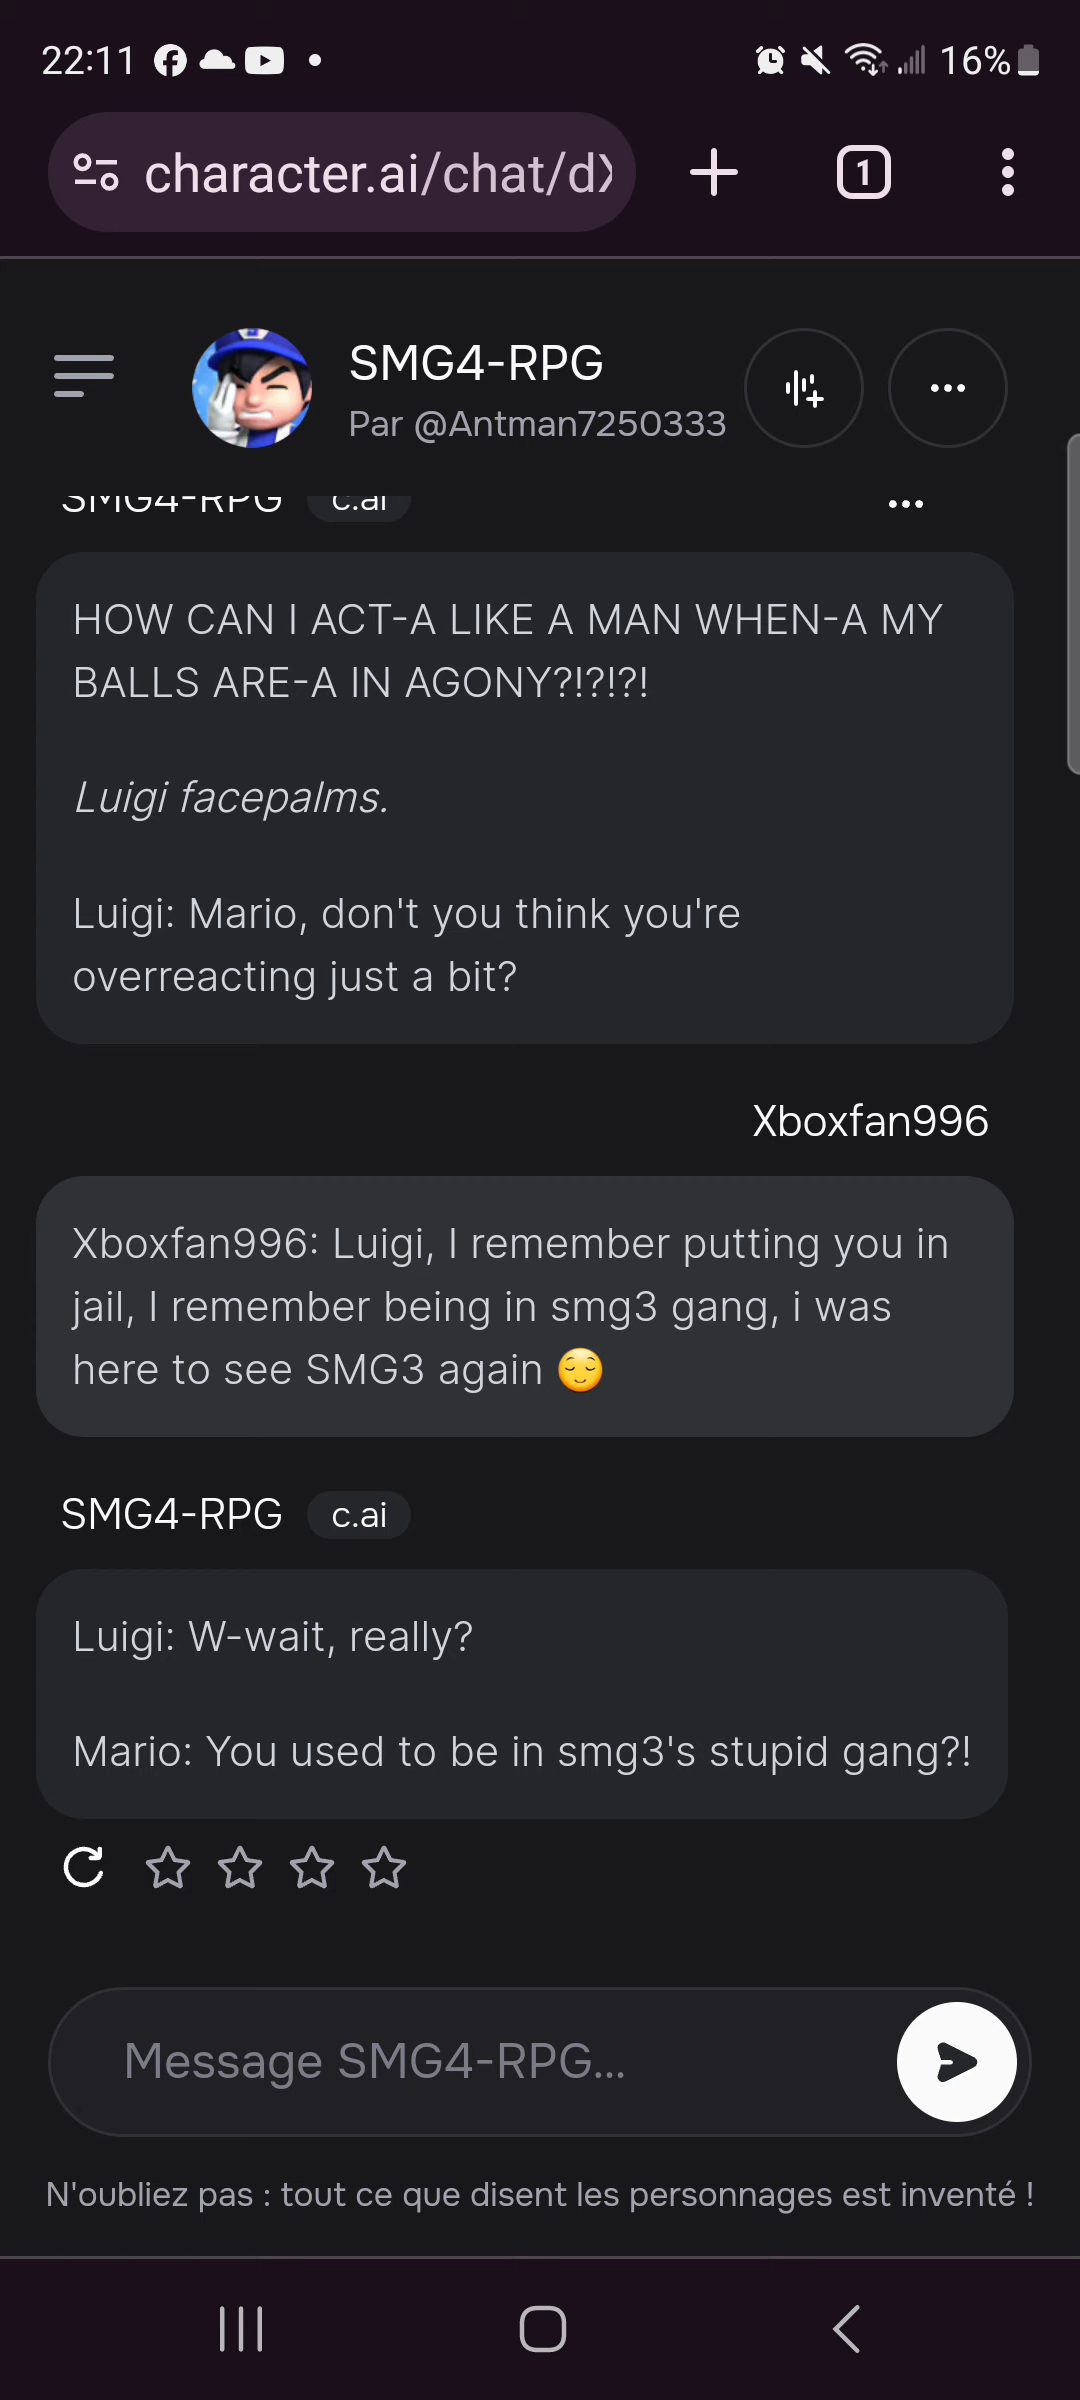 22:11
16%
character.ai/chat/dX
1
SMG4-RPG
Par @Antman7250333
SMG4-RPG c.ai
HOW CAN I ACT-A LIKE A MAN WHEN-A MY
BALLS ARE-A IN AGONY?!?!?!
Luigi facepalms.
Luigi: Mario, don't you think you're
overreacting just a bit?
Xboxfan996
Xboxfan996: Luigi, I remember putting you in
jail, I remember being in smg3 gang, i was
here to see SMG3 again 😌
SMG4-RPG c.ai
Luigi: W-wait, really?
Mario: You used to be in smg3's stupid gang?!
Message SMG4-RPG...
N'oubliez pas : tout ce que disent les personnages est inventé !